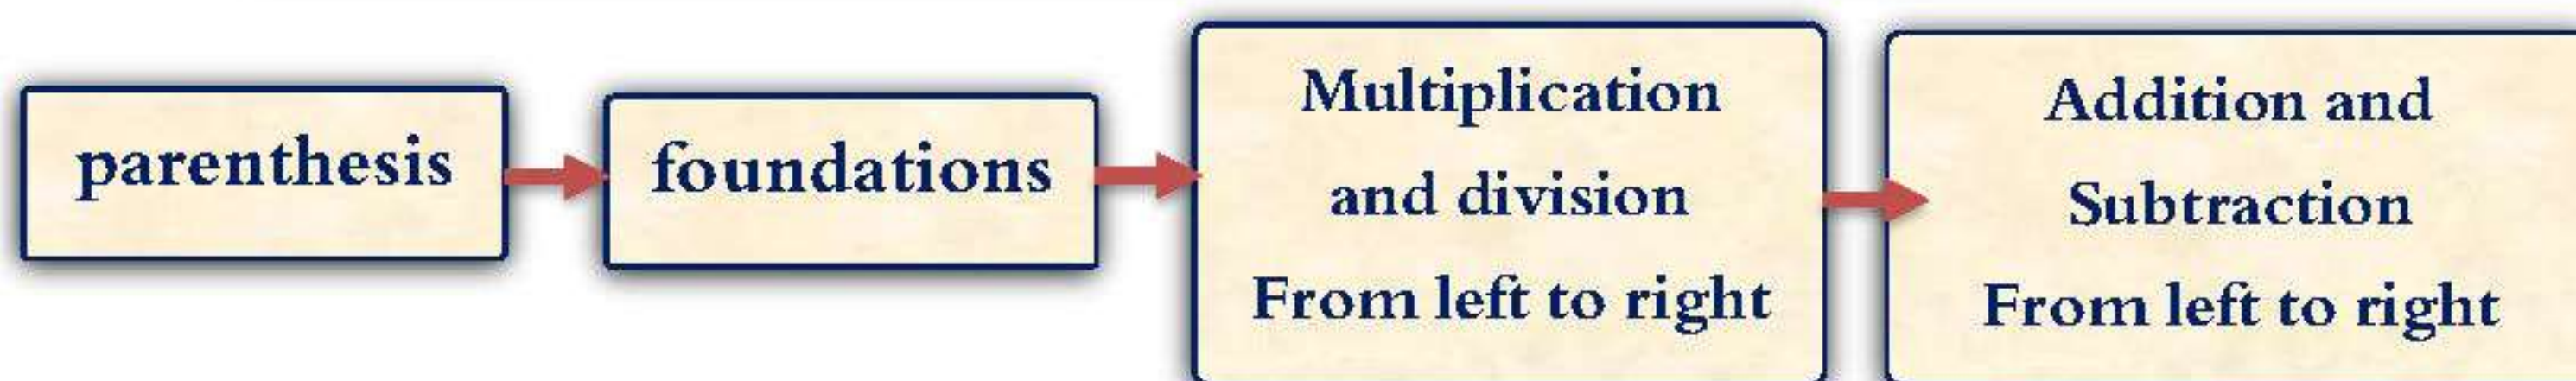 parenthesis
foundations
Multiplication
and division
From left to right
Addition and
Subtraction
From left to right